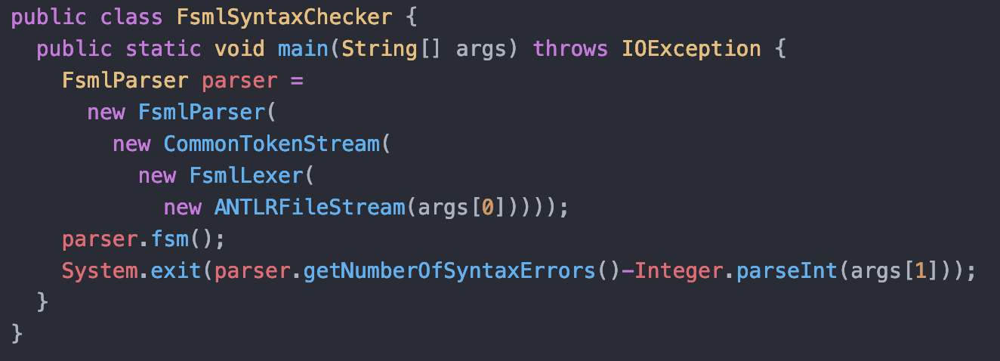 public class FsmlSyntaxChecker {
  public static void main(String[] args) throws IOException {
    FsmlParser parser =
      new FsmlParser(
        new CommonTokenStream(
          new FsmlLexer(
            new ANTLRFileStream(args[0]))));
    parser.fsm();
    System.exit(parser.getNumberOfSyntaxErrors()-Integer.parseInt(args[1]));
  }
}